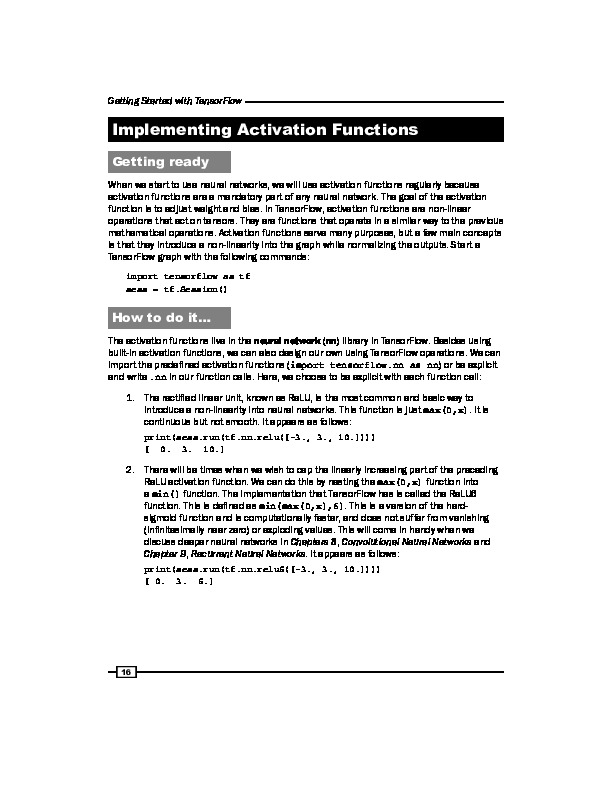 Getting Started with TensorFlow
Implementing Activation Functions
Getting ready
When we start to use neural networks, we will use activation functions regularly because
activation functions are a mandatory part of any neural network. The goal of the activation
function is to adjust weight and bias. In TensorFlow, activation functions are non-linear
operations that act on tensors. They are functions that operate in a similar way to the previous
mathematical operations. Activation functions serve many purposes, but a few main concepts
is that they introduce a non-linearity into the graph while normalizing the outputs. Start a
TensorFlow graph with the following commands:
import tensorflow as tf
sess = tf.Session()
How to do it…
The activation functions live in the neural network (nn) library in TensorFlow. Besides using
built-in activation functions, we can also design our own using TensorFlow operations. We can
import the predefined activation functions (import tensorflow.nn as nn) or be explicit
and write .nn in our function calls. Here, we choose to be explicit with each function call:
1. The rectified linear unit, known as ReLU, is the most common and basic way to
introduce a non-linearity into neural networks. This function is just max(0,x). It is
continuous but not smooth. It appears as follows:
print(sess.run(tf.nn.relu([-3., 3., 10.])))
[ 0. 3. 10.]
2. There will be times when we wish to cap the linearly increasing part of the preceding
ReLU activation function. We can do this by nesting the max(0,x) function into
a min() function. The implementation that TensorFlow has is called the ReLU6
function. This is defined as min(max(0,x),6). This is a version of the hard-
sigmoid function and is computationally faster, and does not suffer from vanishing
(infinitesimally near zero) or exploding values. This will come in handy when we
discuss deeper neural networks in Chapters 8, Convolutional Neural Networks and
Chapter 9, Recurrent Neural Networks. It appears as follows:
print(sess.run(tf.nn.relu6([-3., 3., 10.])))
[ 0. 3. 6.]
16